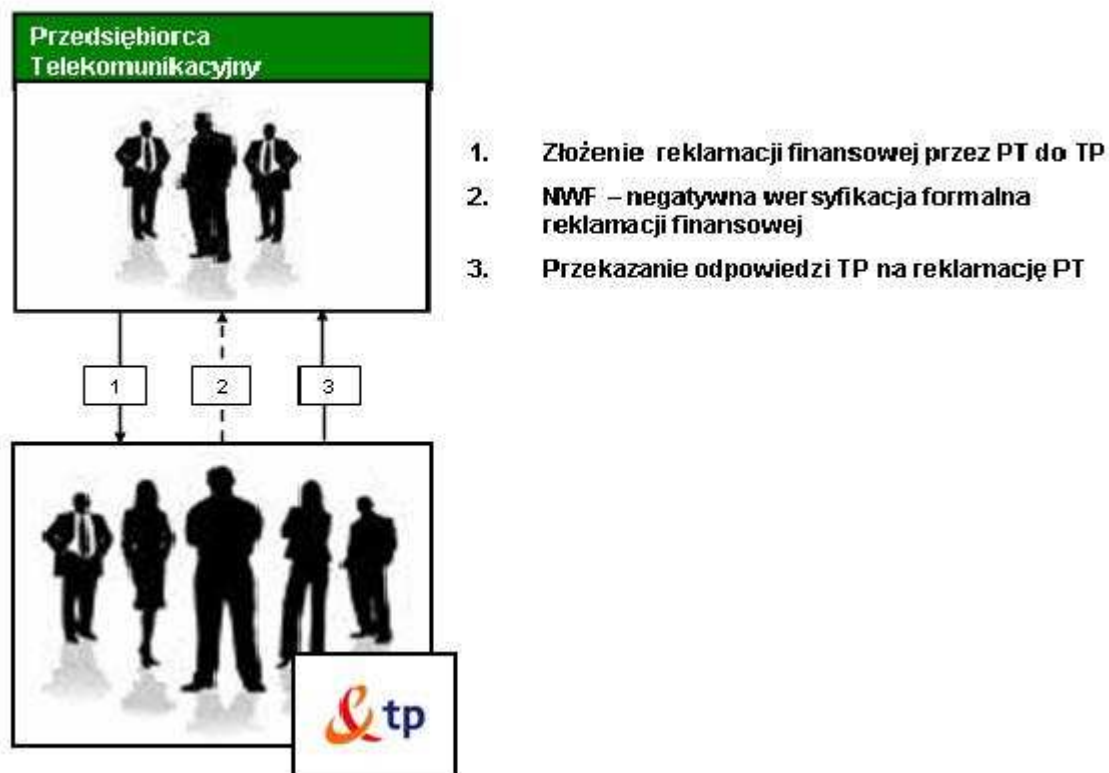 Przedsiębiorca
Telekomunikacyjny
1. Złożenie reklamacji finansowej przez PT do TP
2. NWF – negatywna wersyfikacja formalna
reklamacji finansowej
3. Przekazanie odpowiedzi TP na reklamację PT
1 2 3
tp